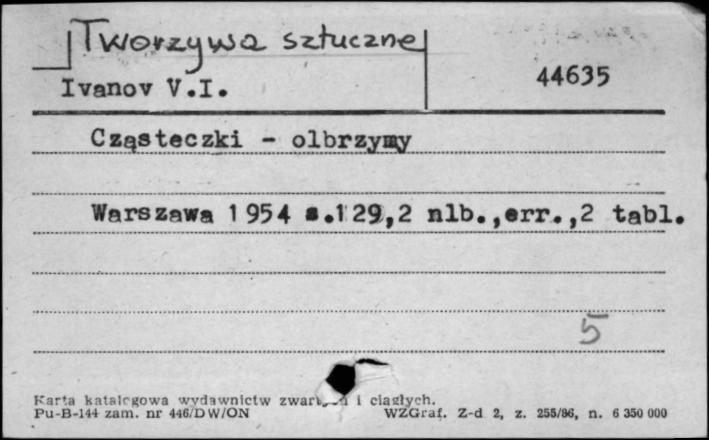 Tworzywa sztuczne
Ivanov V.I.
44635
Cząsteczki - olbrzymy
Warszawa 1954 s.129,2 nlb.,err.,2 tabl.
5
Karta katalogowa wydawnictw i ciągłych.
Pu-B-144 zam. nr 446/DW/ON WZGraf. Z-d 2, z. 255/86, n. 6 350 000